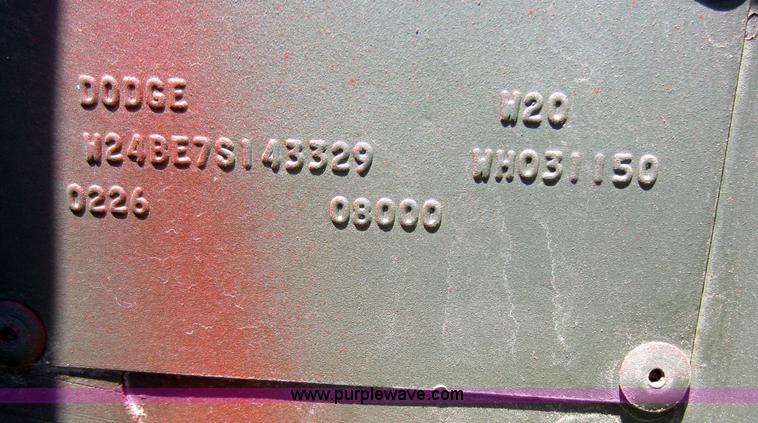 DODGE W20
W24BE7S143329 WH031150
0226 08000
www.purplewave.com